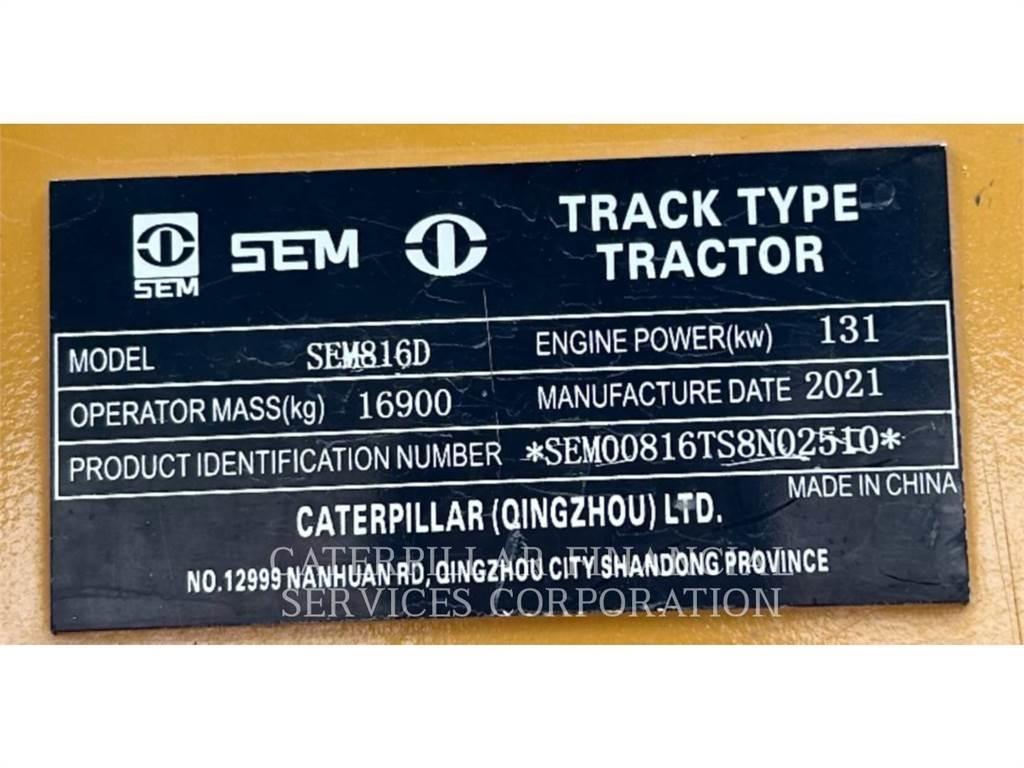 SEM
SEM
TRACK TYPE
TRACTOR
MODEL SEM816D
ENGINE POWER(kw) 131
OPERATOR MASS(kg) 16900
MANUFACTURE DATE 2021
PRODUCT IDENTIFICATION NUMBER *SEM00816TS8N02510*
MADE IN CHINA
CATERPILLAR (QINGZHOU) LTD.
NO.12999 NANHUAN RD, QINGZHOU CITY SHANDONG PROVINCE
CATERPILLAR FINANCIAL
SERVICES CORPORATION